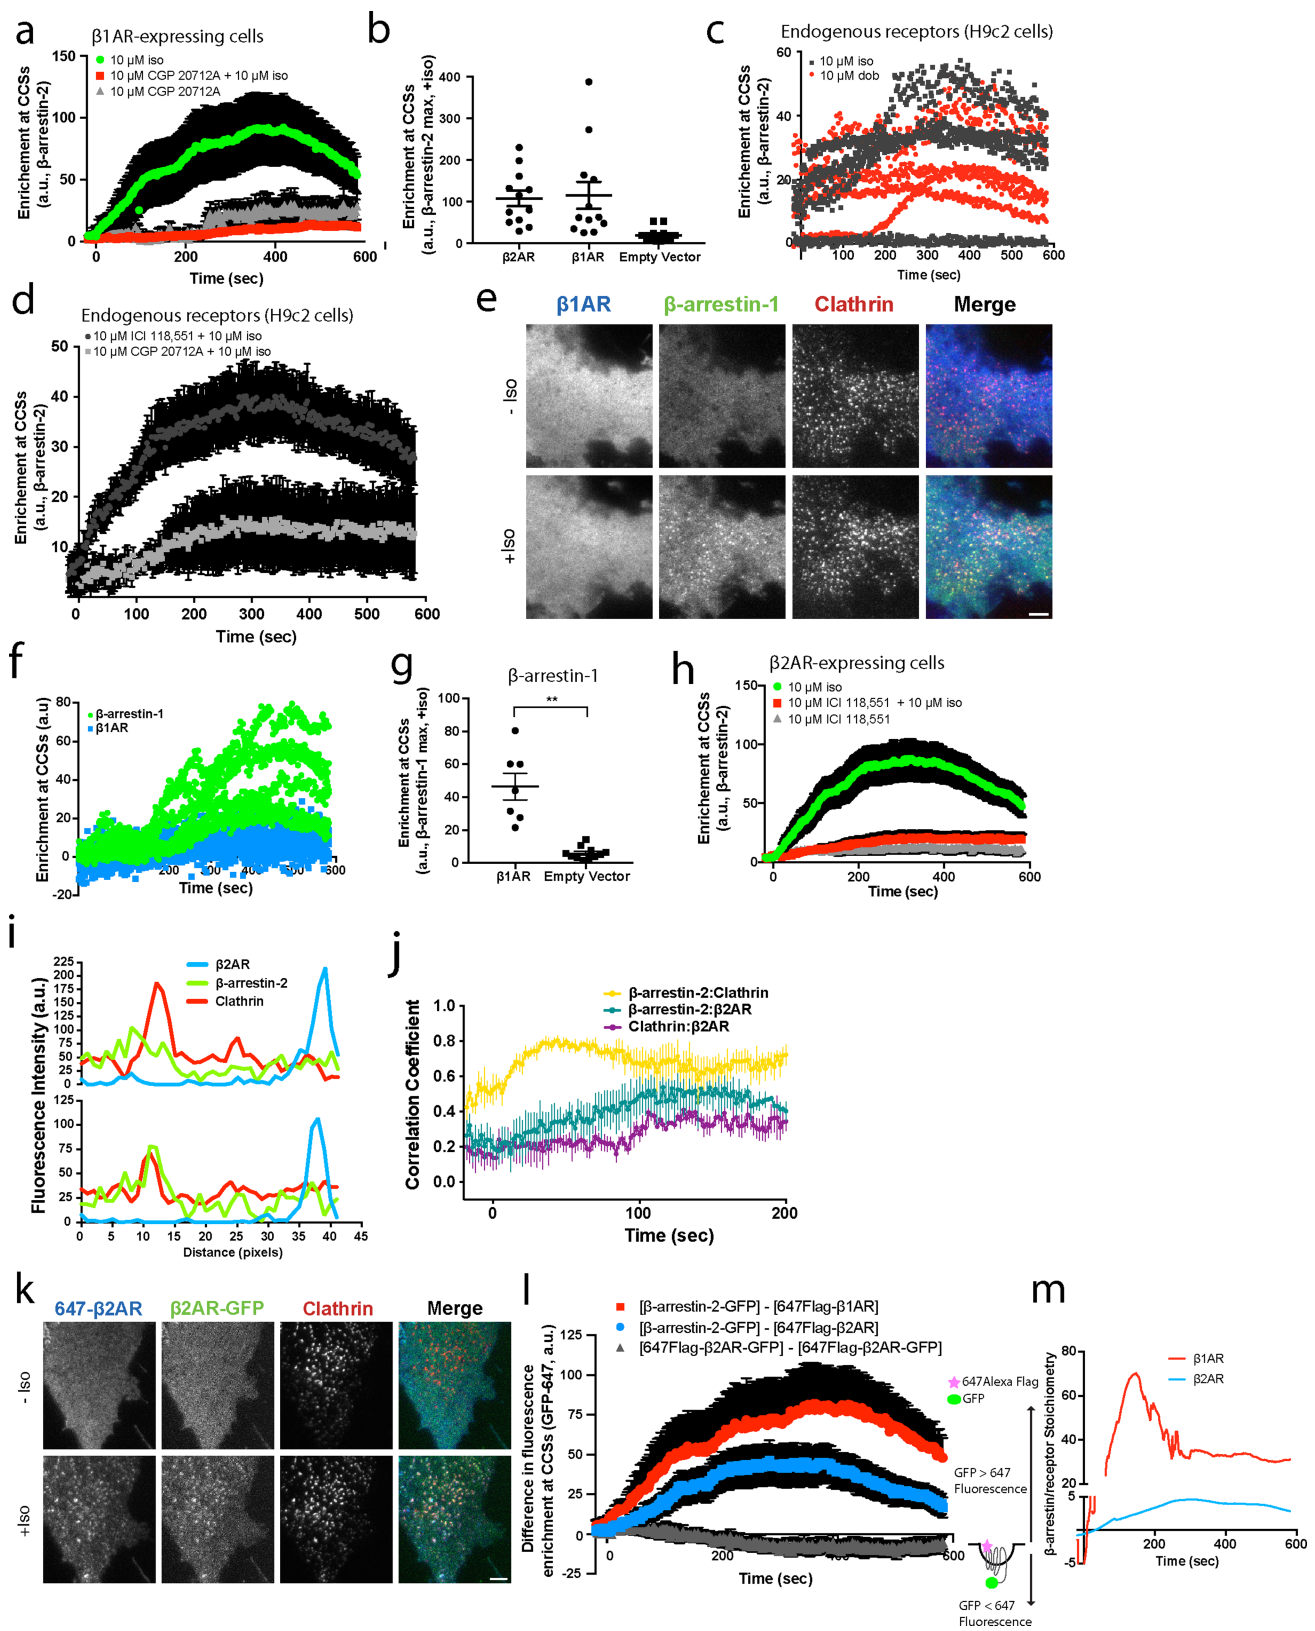 a
β1AR-expressing cells
10 µM iso
10 µM CGP 20712A + 10 µM iso
10 µM CGP 20712A
Enrichement at CCSs
(a.u., β-arrestin-2)
150
100
50
0
0
200
400
600
Time (sec)
b
Enrichment at CCSs
(a.u., β-arrestin-2 max, +iso)
400
300
200
100
0
β2AR
β1AR
Empty Vector
c
Endogenous receptors (H9c2 cells)
10 µM iso
10 µM dob
Enrichement at CCSs
(a.u., β-arrestin-2)
60
40
20
0
100
200
300
400
500
600
Time (sec)
d
Endogenous receptors (H9c2 cells)
10 µM ICI 118,551 + 10 µM iso
10 µM CGP 20712A + 10 µM iso
Enrichement at CCSs
(a.u., β-arrestin-2)
50
40
30
20
10
0
100
200
300
400
500
600
Time (sec)
e
β1AR
β-arrestin-1
Clathrin
Merge
- Iso
+Iso
f
β-arrestin-1
β1AR
Enrichment at CCSs (a.u)
80
60
40
20
0
-20
200
300
400
500
600
Time (sec)
g
β-arrestin-1
**
Enrichment at CCSs
(a.u., β-arrestin-1 max, +iso)
100
80
60
40
20
0
β1AR
Empty Vector
h
β2AR-expressing cells
10 µM iso
10 µM ICI 118,551 + 10 µM iso
10 µM ICI 118,551
Enrichement at CCSs
(a.u., β-arrestin-2)
150
100
50
0
0
200
400
600
Time (sec)
i
β2AR
β-arrestin-2
Clathrin
Fluorescence Intensity (a.u.)
225
200
175
150
125
100
75
50
25
0
125
100
75
50
25
0
0
5
10
15
20
25
30
35
40
45
Distance (pixels)
j
β-arrestin-2:Clathrin
β-arrestin-2:β2AR
Clathrin:β2AR
Correlation Coefficient
1.0
0.8
0.6
0.4
0.2
0.0
0
100
200
Time (sec)
k
647-β2AR
β2AR-GFP
Clathrin
Merge
- Iso
+Iso
l
[β-arrestin-2-GFP] - [647Flag-β1AR]
[β-arrestin-2-GFP] - [647Flag-β2AR]
[647Flag-β2AR-GFP] - [647Flag-β2AR-GFP]
Difference in fluorescence
enrichment at CCSs (GFP-647, a.u.)
125
100
75
50
25
0
-25
0
200
400
600
Time (sec)
647Alexa Flag
GFP
GFP > 647
Fluorescence
GFP < 647
Fluorescence
m
β1AR
β2AR
β-arrestin/receptor Stoichiometry
80
60
40
20
5
-5
200
400
600
Time (sec)